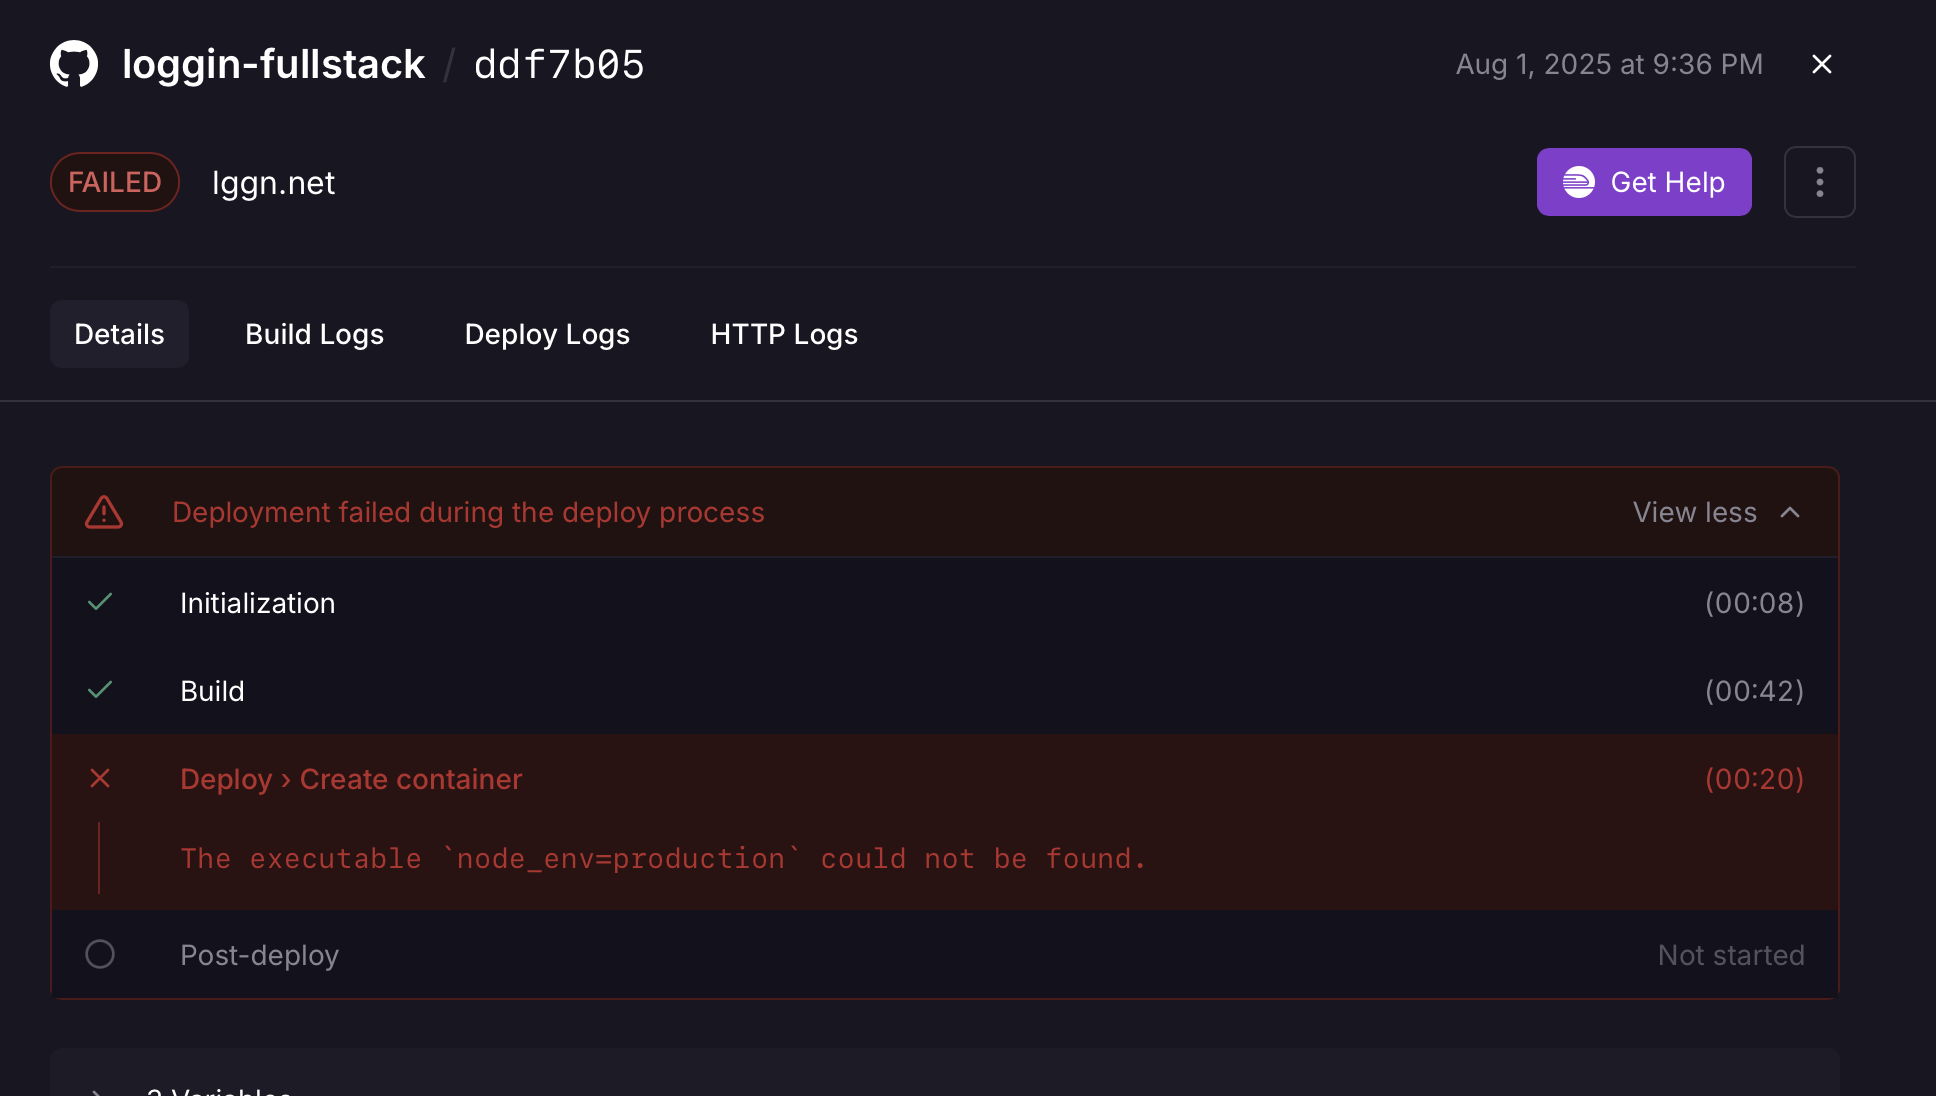 loggin-fullstack / ddf7b05
Aug 1, 2025 at 9:36 PM
FAILED
lggn.net
Get Help
Details
Build Logs
Deploy Logs
HTTP Logs
Deployment failed during the deploy process
View less
Initialization
(00:08)
Build
(00:42)
Deploy › Create container
(00:20)
The executable `node_env=production` could not be found.
Post-deploy
Not started
Variables